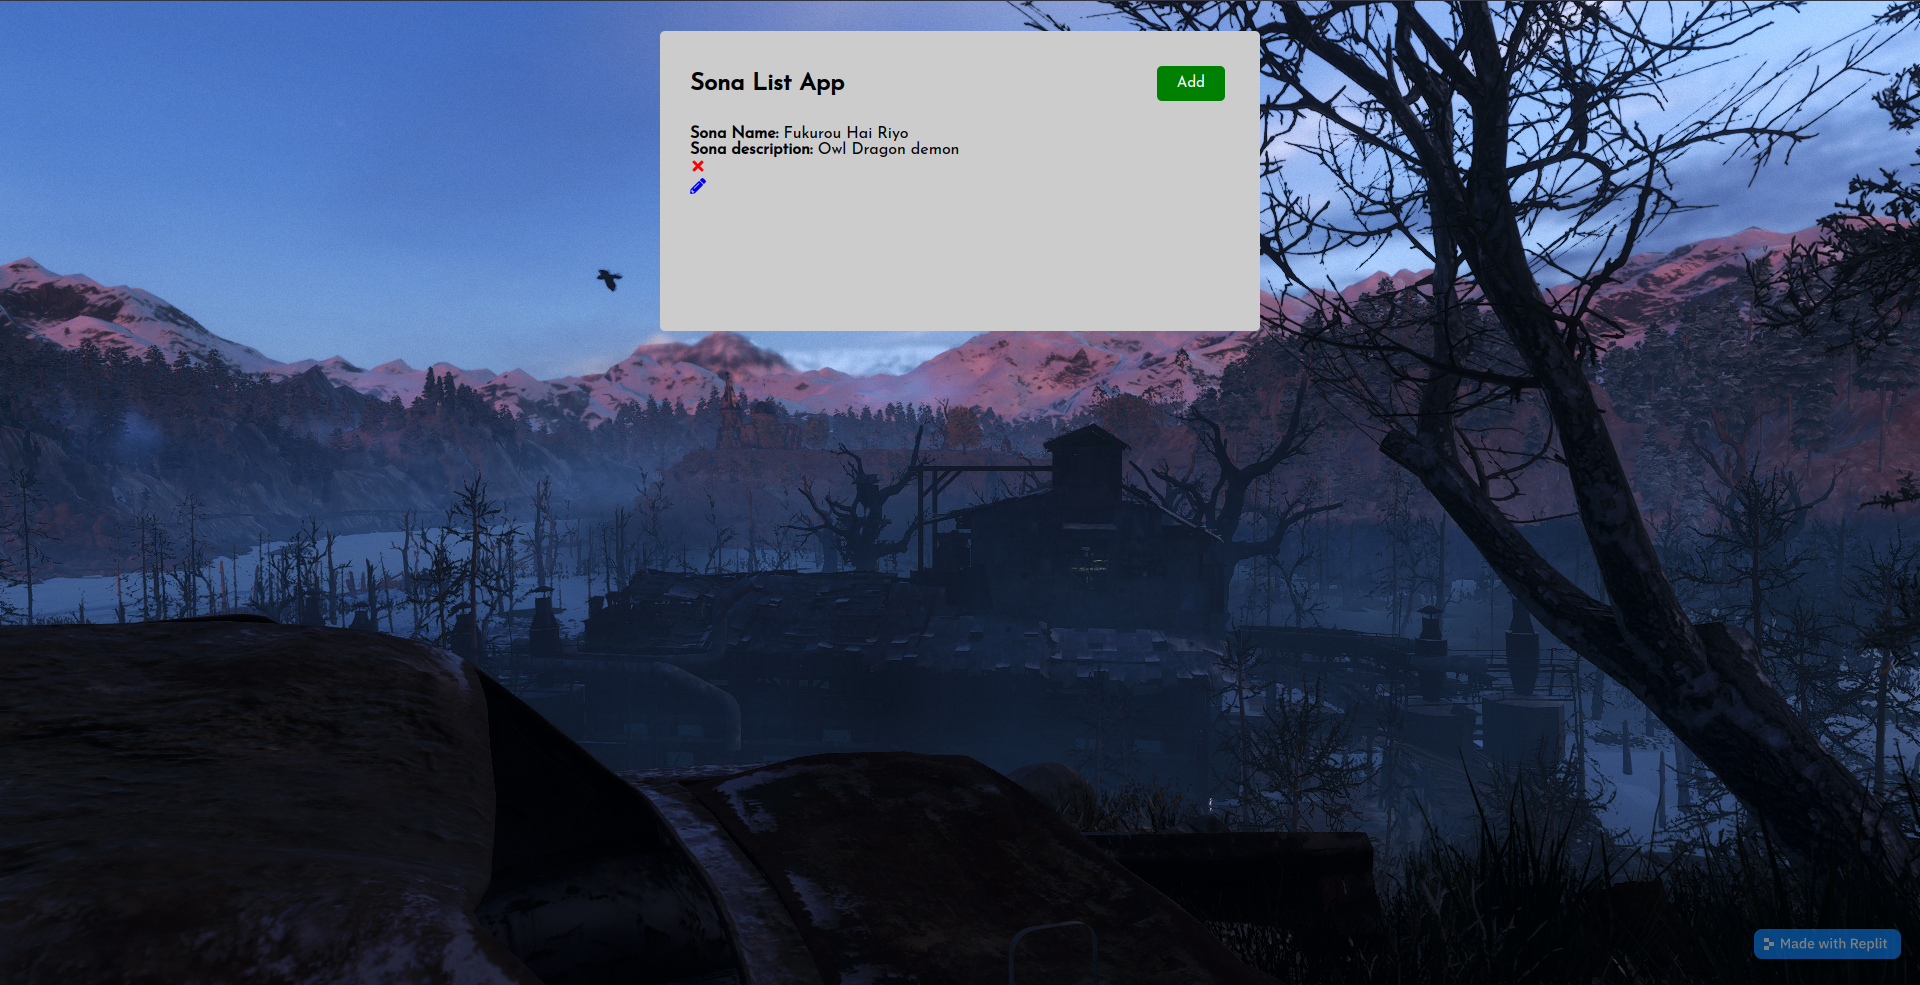 Sona List App
Add
Sona Name: Fukurou Hai Riyo
Sona description: Owl Dragon demon
Made with Replit